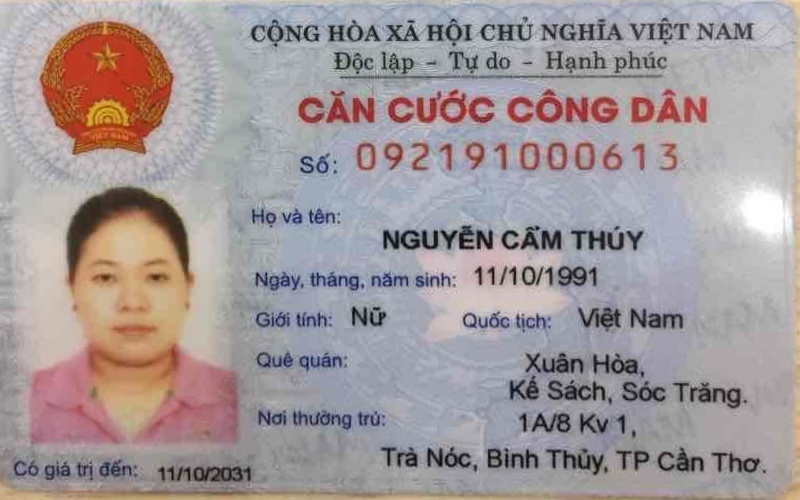 CỘNG HÒA XÃ HỘI CHỦ NGHĨA VIỆT NAM
Độc lập - Tự do - Hạnh phúc
CĂN CƯỚC CÔNG DÂN
Số: 092191000613
Họ và tên:
NGUYỄN CẨM THÚY
Ngày, tháng, năm sinh: 11/10/1991
Giới tính: Nữ Quốc tịch: Việt Nam
Quê quán: Xuân Hòa,
Kế Sách, Sóc Trăng.
Nơi thường trú: 1A/8 Kv 1,
Trà Nóc, Bình Thủy, TP Cần Thơ.
Có giá trị đến: 11/10/2031
VIỆT NAM